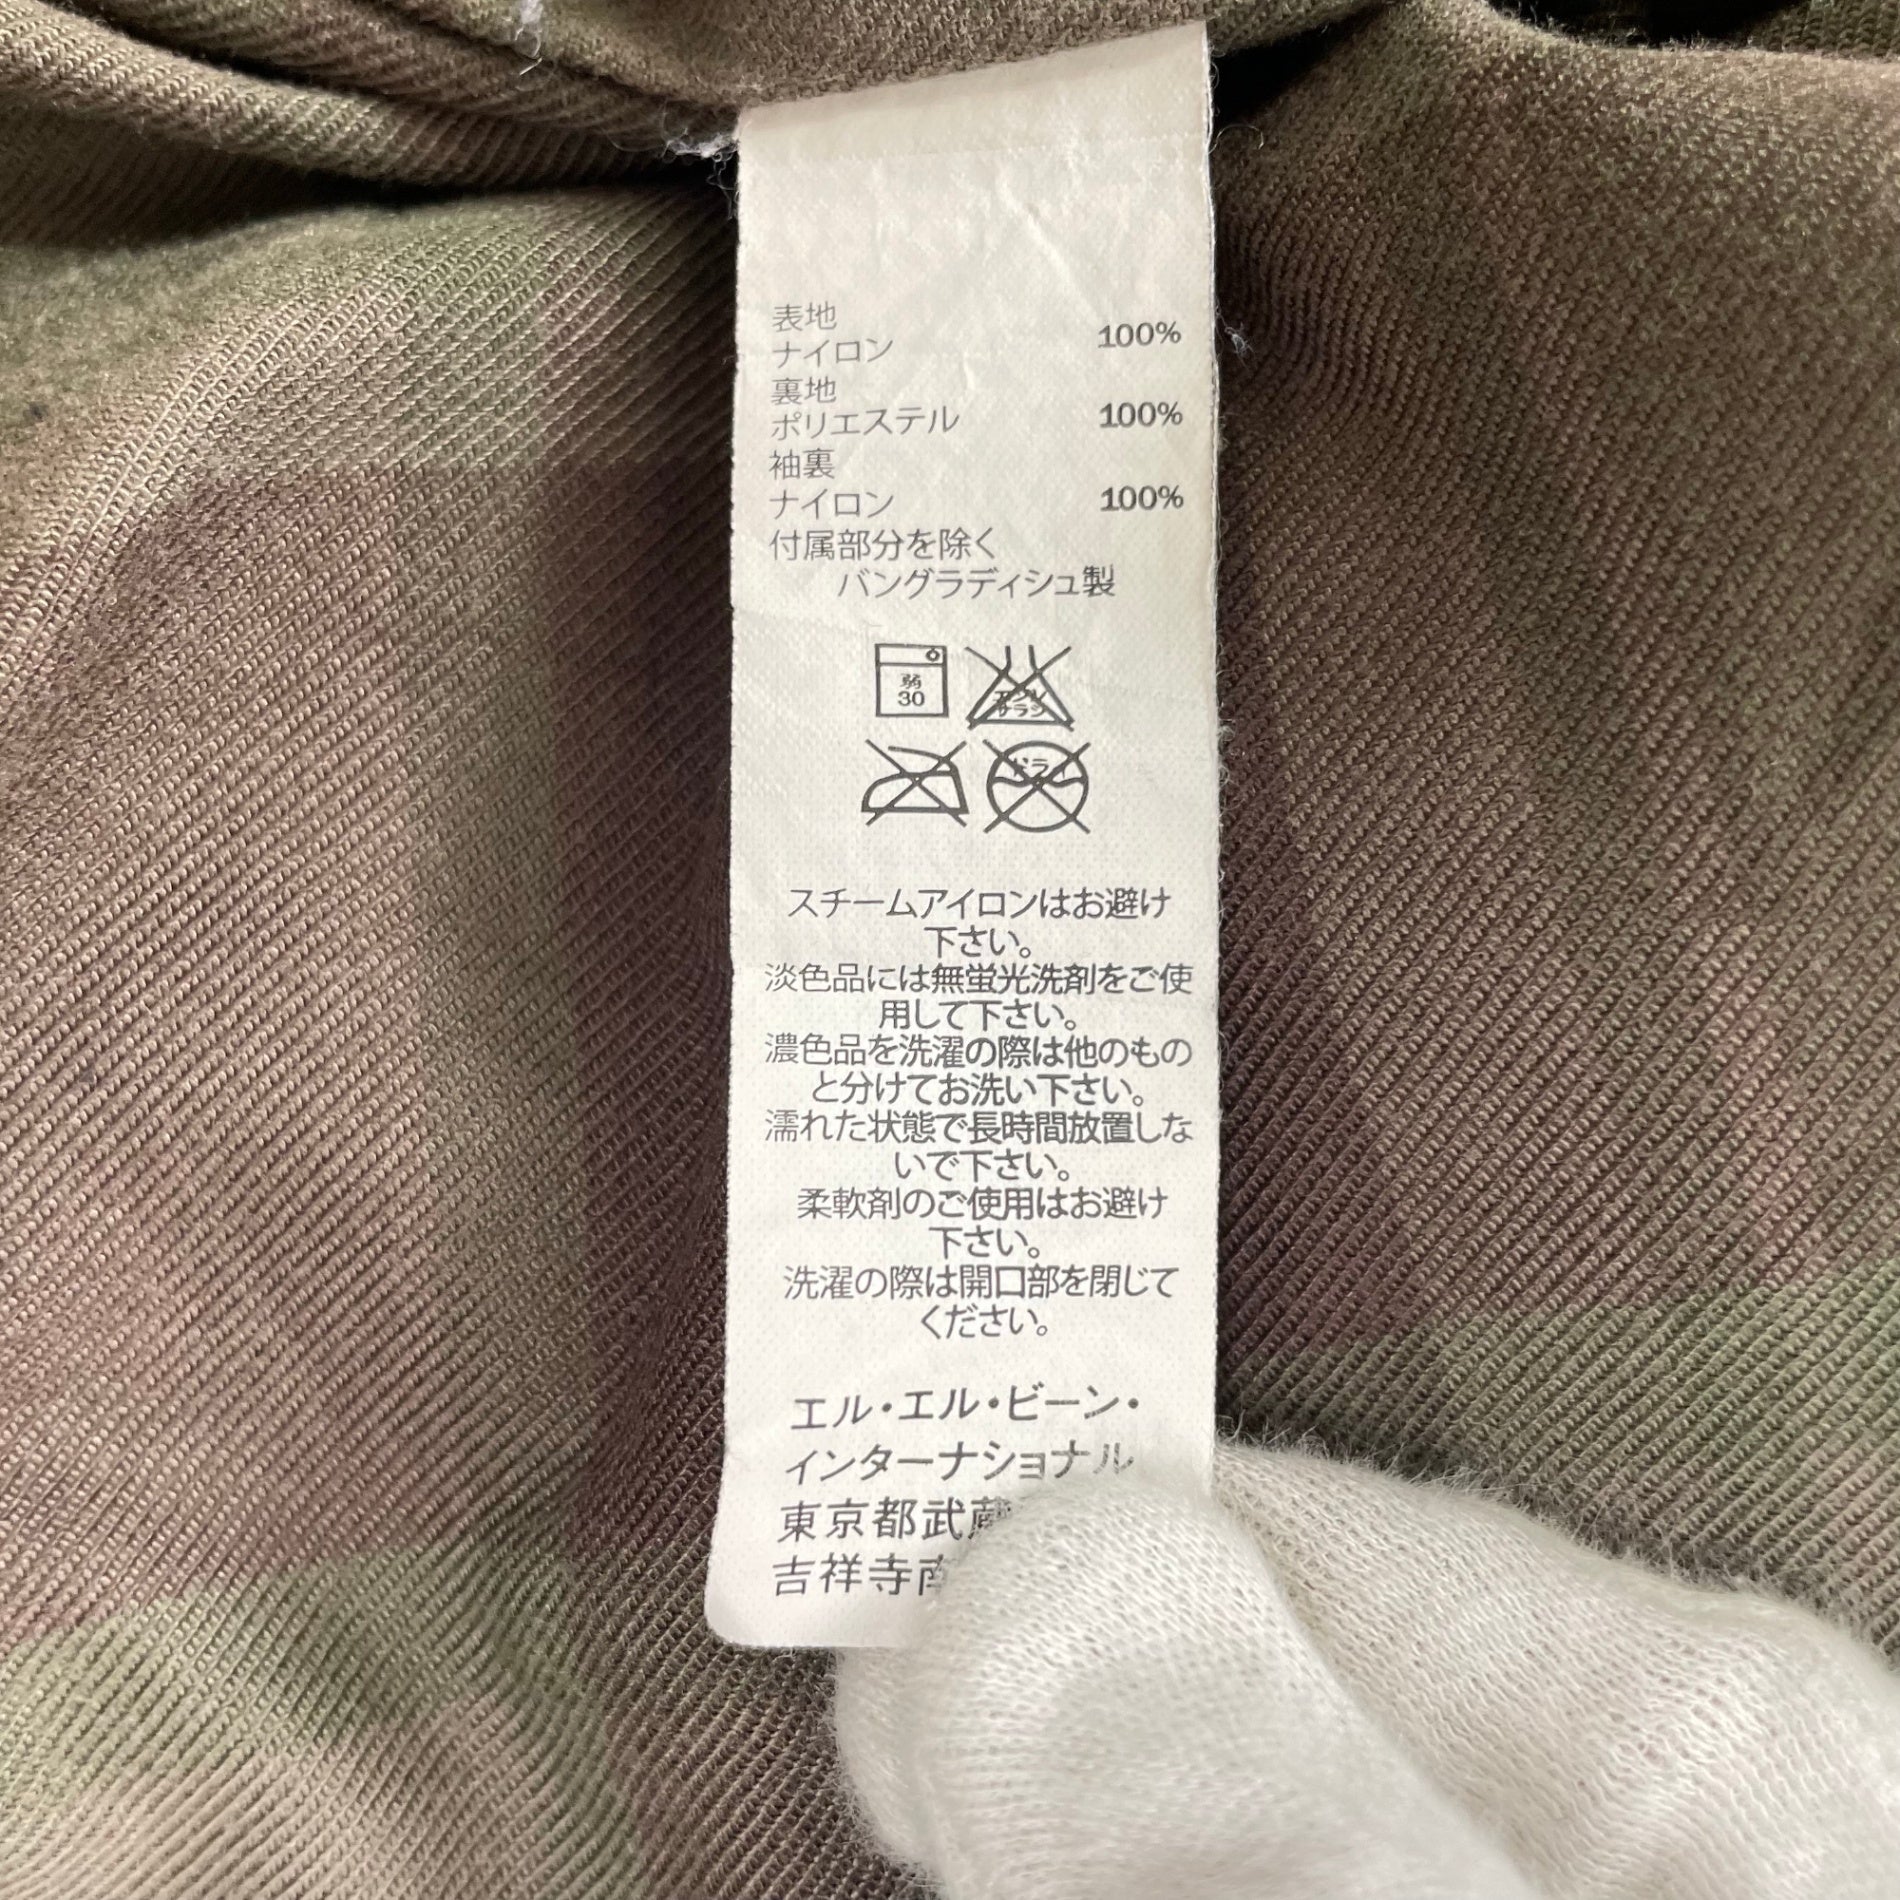 表地
ナイロン 100%
裏地
ポリエステル 100%
袖裏
ナイロン 100%
付属部分を除く
バングラディシュ製
弱
30
エンソ
サラシ
ドライ
スチームアイロンはお避け
下さい。
淡色品には無蛍光洗剤をご使
用して下さい。
濃色品を洗濯の際は他のもの
と分けてお洗い下さい。
濡れた状態で長時間放置しな
いで下さい。
柔軟剤のご使用はお避け
下さい。
洗濯の際は開口部を閉じて
ください。
エル・エル・ビーン・
インターナショナル
東京都武蔵
吉祥寺南